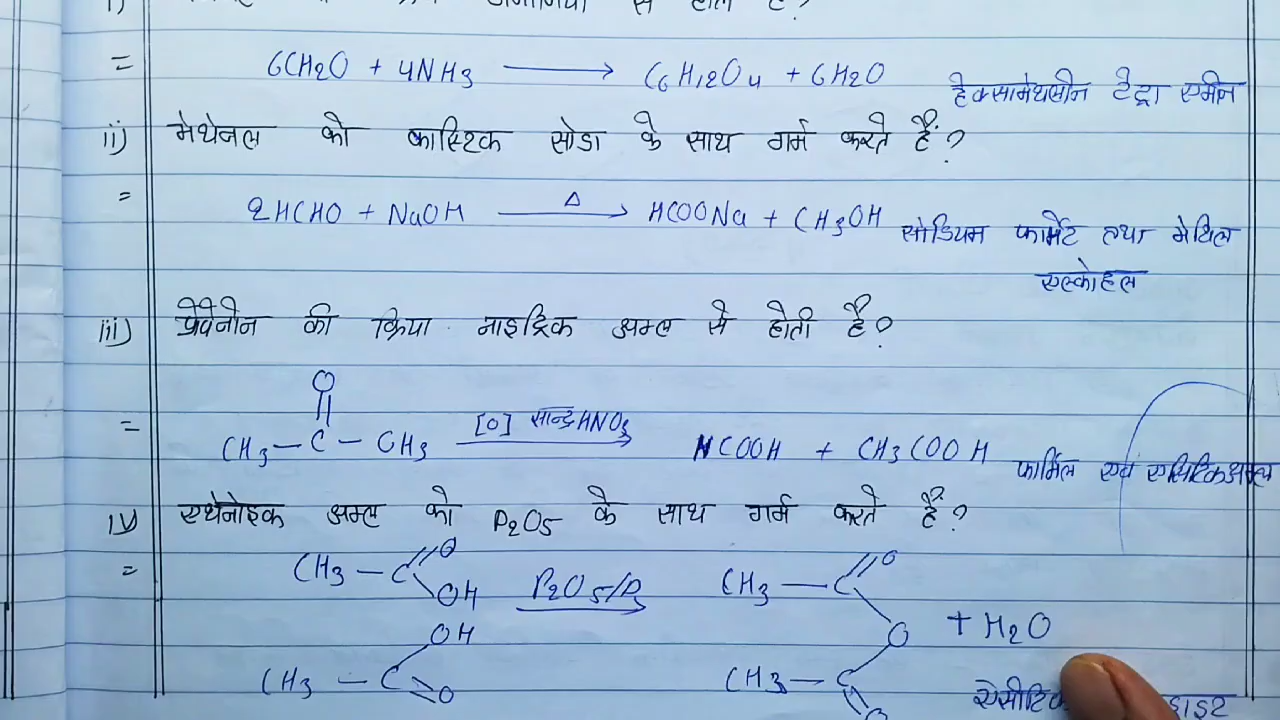 से होती है?
= 6CH2O + 4NH3 ⟶ C6H12O4 + 6H2O हेक्सामेथलीन टेट्रा एमीन
ii) मेथेनल को कास्टिक सोडा के साथ गर्म करते हैं?
= 2HCHO + NaOH —Δ→ HCOONa + CH3OH सोडियम फार्मेट तथा मेथिल
एल्कोहल
iii) प्रोपेनोन की क्रिया नाइट्रिक अम्ल से होती है?
O
||
= CH3 — C — CH3 [O] सान्द्र HNO3 HCOOH + CH3COOH फार्मिल एवं एसिटिक अम्ल
iv) एथेनोइक अम्ल को P2O5 के साथ गर्म करते हैं?
= CH3 — C =O OH P2O5/Δ CH3 — C =O
OH O + H2O
CH3 — C =O CH3 — C =O